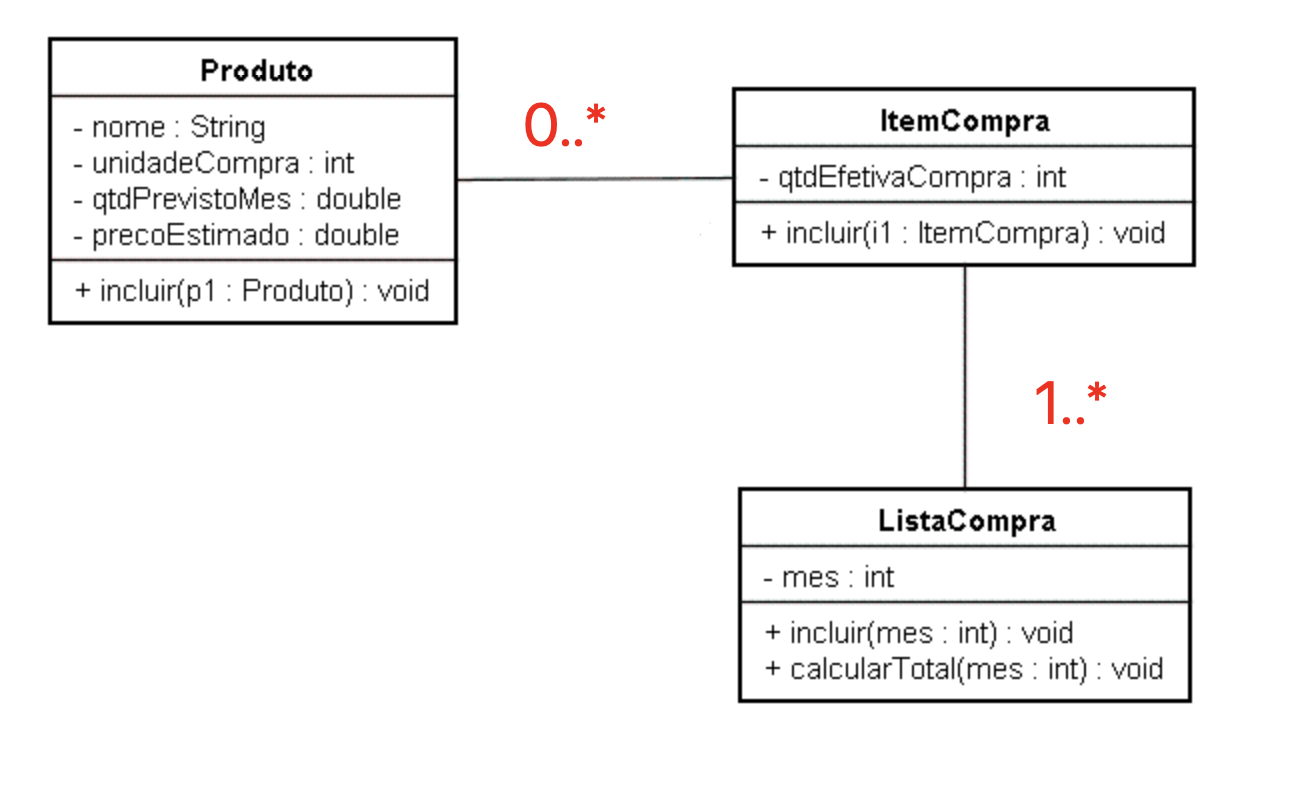 Produto
- nome : String
- unidadeCompra : int
- qtdPrevistoMes : double
- precoEstimado : double
+ incluir(p1 : Produto) : void
0..*
ItemCompra
- qtdEfetivaCompra : int
+ incluir(i1 : ItemCompra) : void
1..*
ListaCompra
- mes : int
+ incluir(mes : int) : void
+ calcularTotal(mes : int) : void